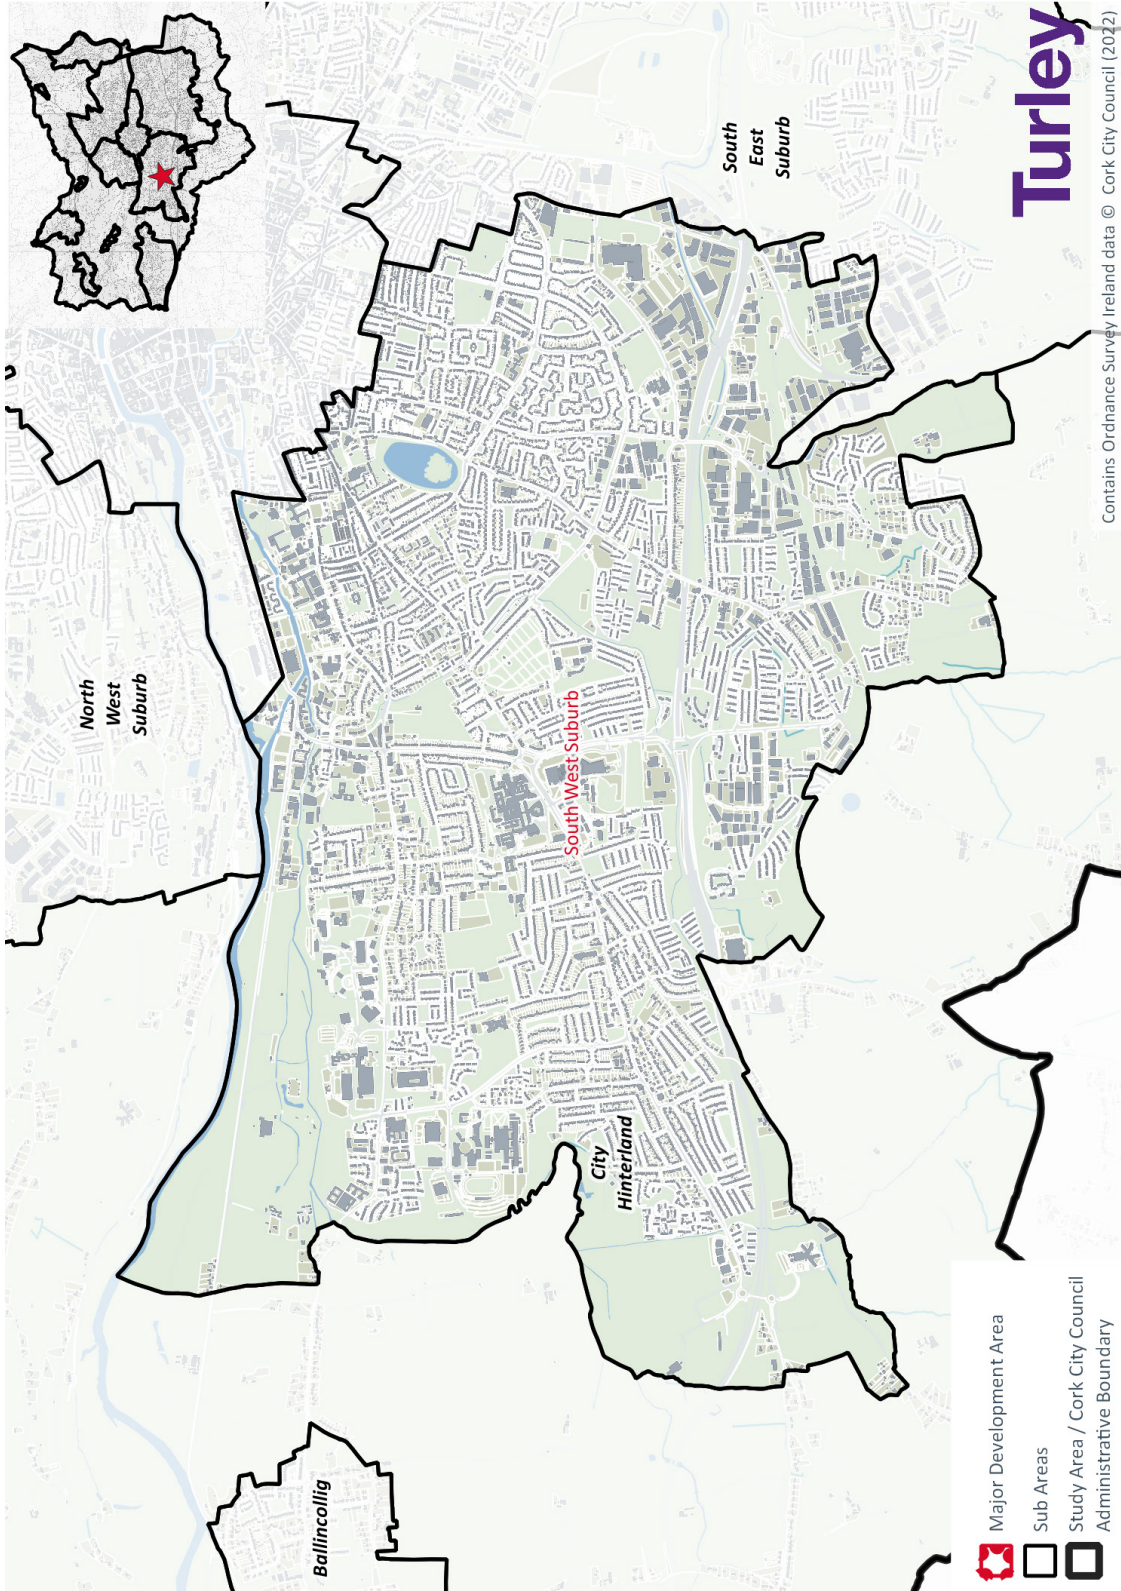 North
West
Suburb
South
East
Suburb
South West Suburb
City
Hinterland
Ballincollig
Major Development Area
Sub Areas
Study Area / Cork City Council
Administrative Boundary
Turley
Contains Ordnance Survey Ireland data © Cork City Council (2022)